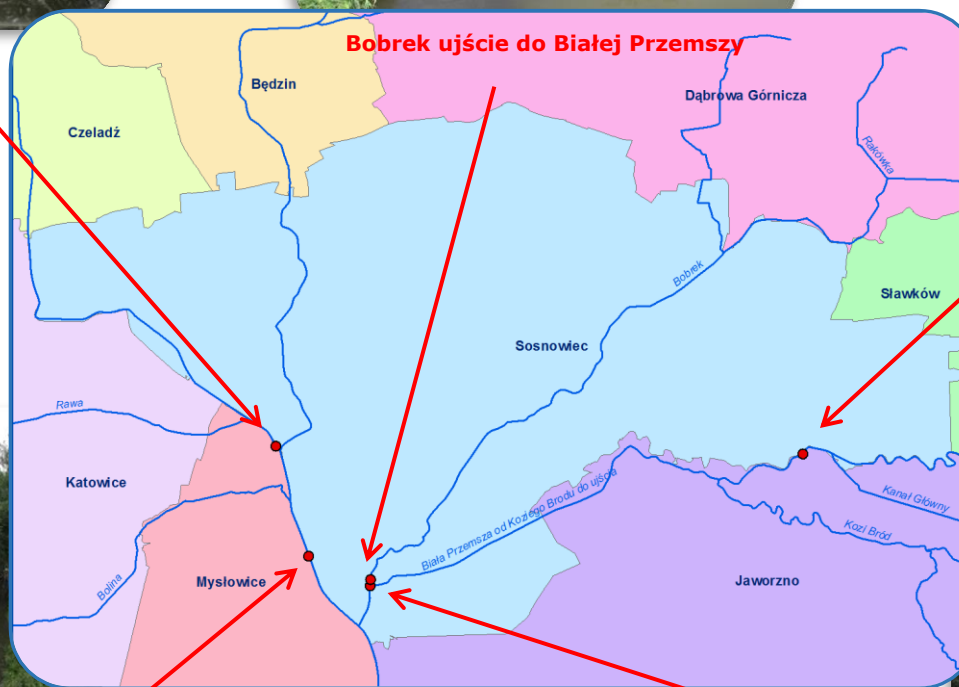 Bobrek ujście do Białej Przemszy
Będzin
Dąbrowa Górnicza
Czeladź
Rakówka
Bobrek
Sławków
Sosnowiec
Rawa
Katowice
Biała Przemsza od Koziego Brodu do ujścia
Kanał Główny
Kozi Bród
Bolina
Mysłowice
Jaworzno